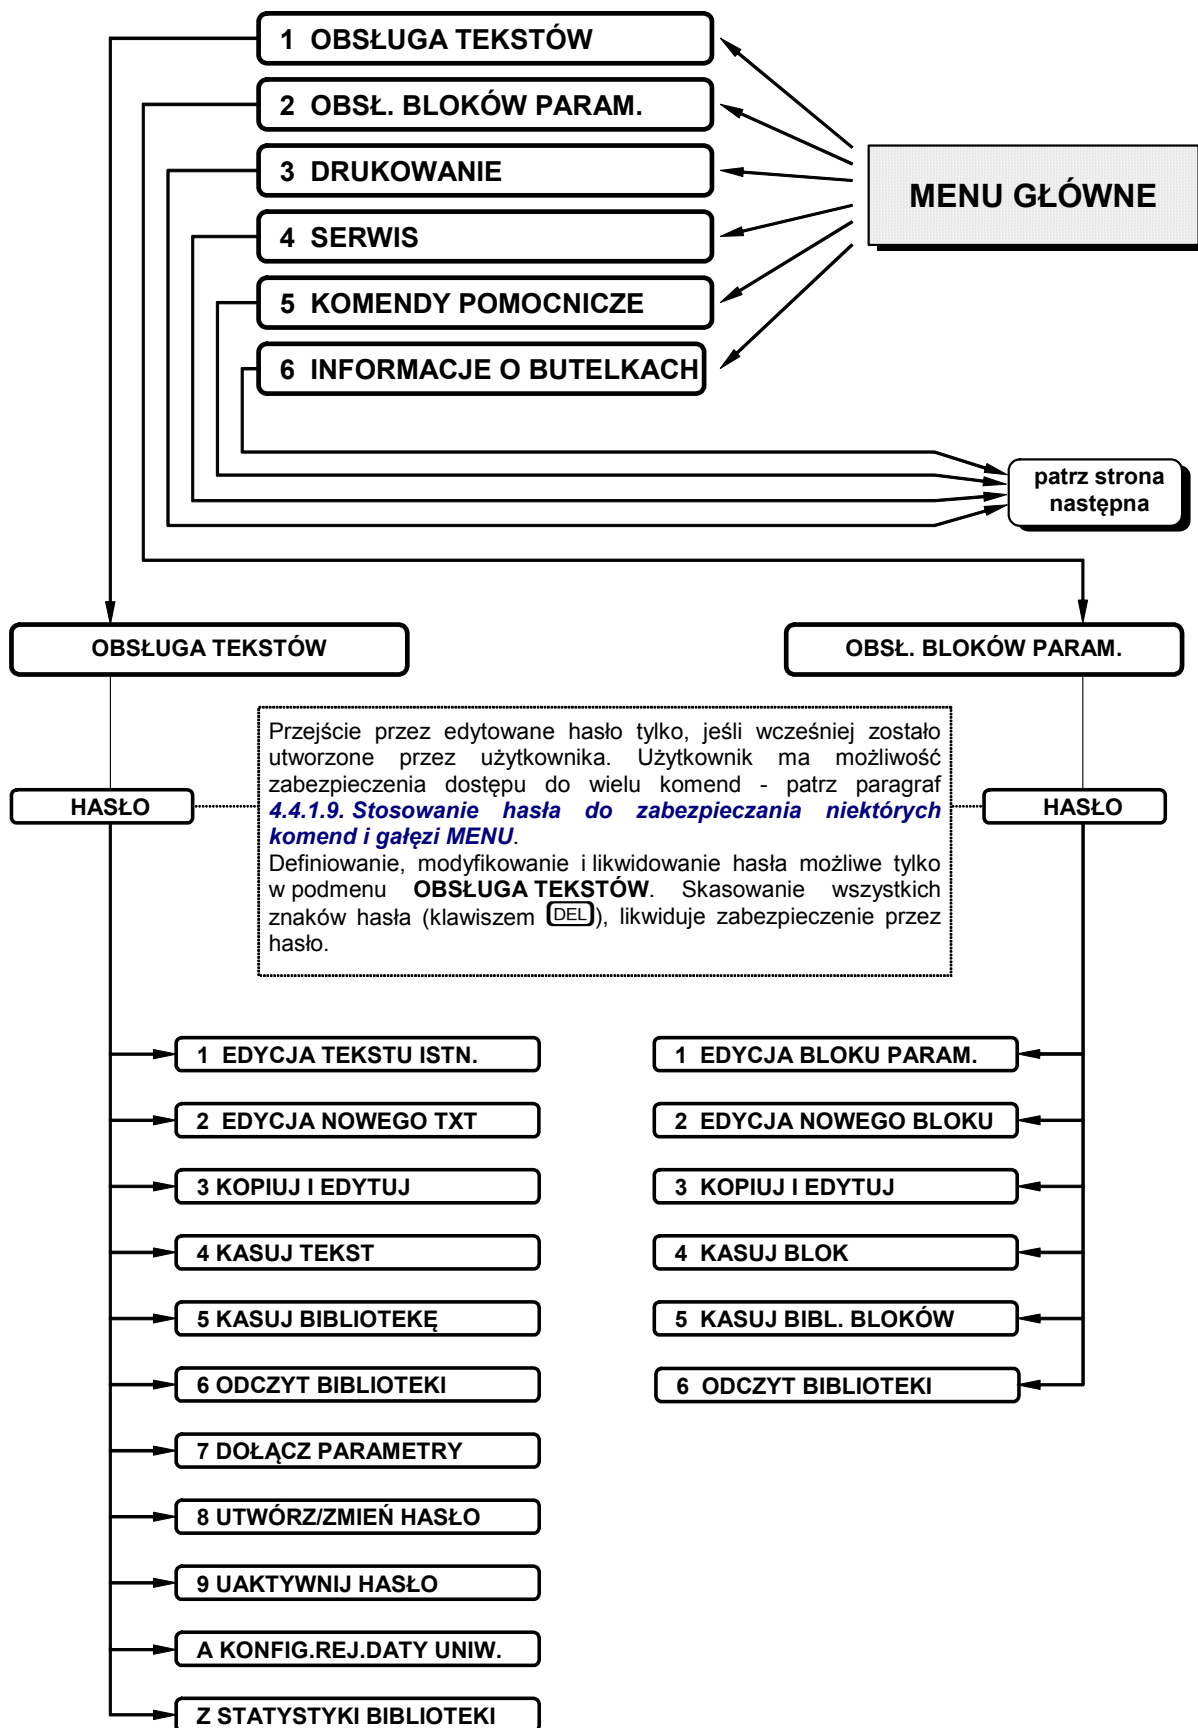 1 OBSŁUGA TEKSTÓW
2 OBSŁ. BLOKÓW PARAM.
3 DRUKOWANIE
4 SERWIS
5 KOMENDY POMOCNICZE
6 INFORMACJE O BUTELKACH
MENU GŁÓWNE
patrz strona
następna
OBSŁUGA TEKSTÓW
OBSŁ. BLOKÓW PARAM.
HASŁO
Przejście przez edytowane hasło tylko, jeśli wcześniej zostało
utworzone przez użytkownika. Użytkownik ma możliwość
zabezpieczenia dostępu do wielu komend - patrz paragraf
4.4.1.9. Stosowanie hasła do zabezpieczania niektórych
komend i gałęzi MENU.
Definiowanie, modyfikowanie i likwidowanie hasła możliwe tylko
w podmenu OBSŁUGA TEKSTÓW. Skasowanie wszystkich
znaków hasła (klawiszem DEL), likwiduje zabezpieczenie przez
hasło.
HASŁO
1 EDYCJA TEKSTU ISTN.
2 EDYCJA NOWEGO TXT
3 KOPIUJ I EDYTUJ
4 KASUJ TEKST
5 KASUJ BIBLIOTEKĘ
6 ODCZYT BIBLIOTEKI
7 DOŁĄCZ PARAMETRY
8 UTWÓRZ/ZMIEŃ HASŁO
9 UAKTYWNIJ HASŁO
A KONFIG.REJ.DATY UNIW.
Z STATYSTYKI BIBLIOTEKI
1 EDYCJA BLOKU PARAM.
2 EDYCJA NOWEGO BLOKU
3 KOPIUJ I EDYTUJ
4 KASUJ BLOK
5 KASUJ BIBL. BLOKÓW
6 ODCZYT BIBLIOTEKI